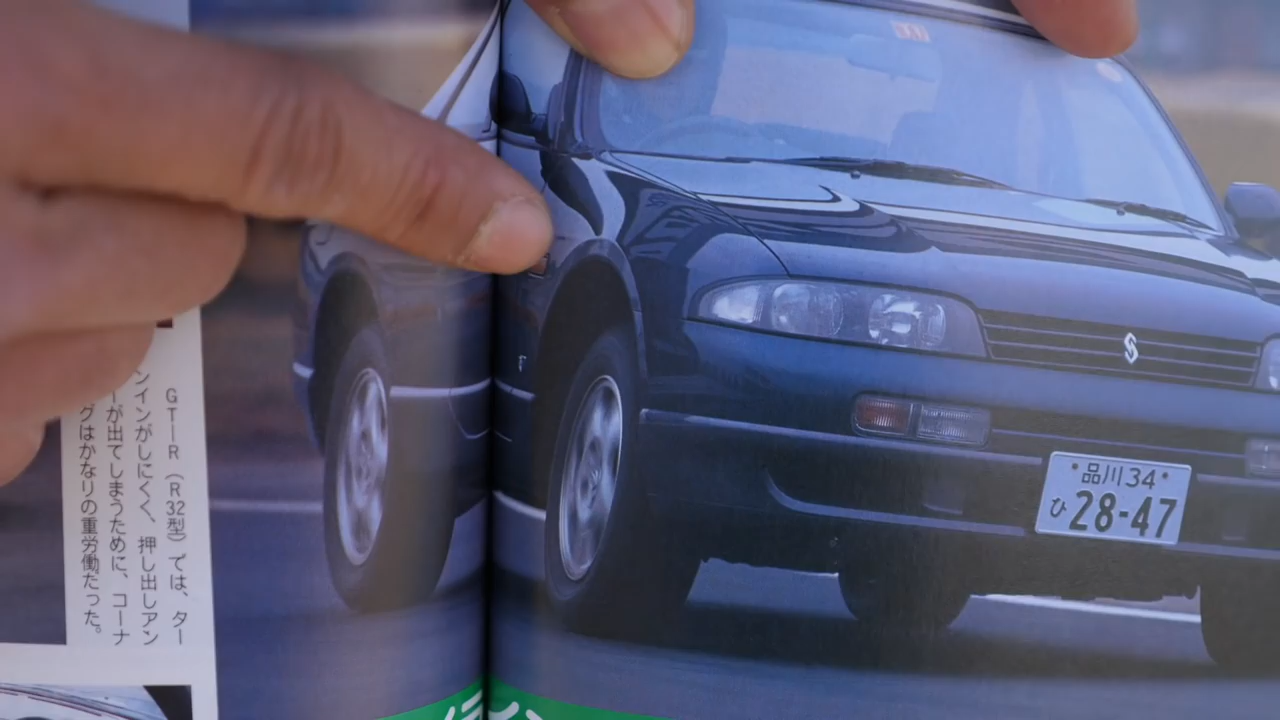 品川 34
ひ 28-47
GT-R（R32型）では、ター
ンインがしにくく、押し出しアン
ーが出てしまうために、コーナ
グはかなりの重労働だった。